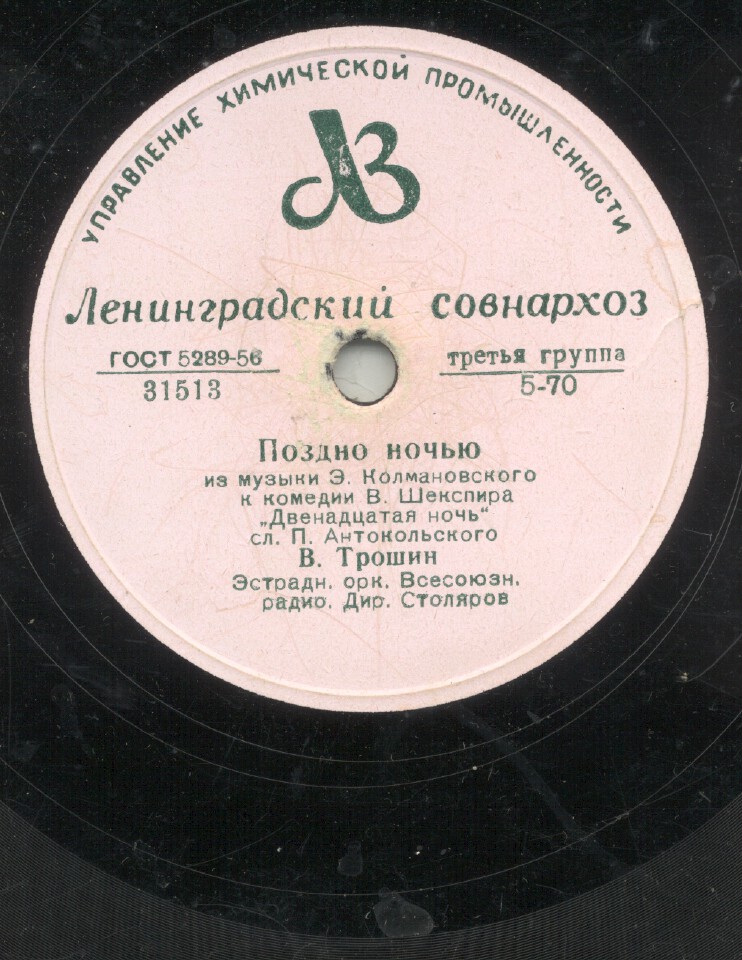 УПРАВЛЕНИЕ ХИМИЧЕСКОЙ ПРОМЫШЛЕННОСТИ
ЛЗ
Ленинградский совнархоз
ГОСТ 5289-56
31513
третья группа
5-70
Поздно ночью
из музыки Э. Колмановского
к комедии В. Шекспира
„Двенадцатая ночь“
сл. П. Антокольского
В. Трошин
Эстрадн. орк. Всесоюзн.
радио. Дир. Столяров